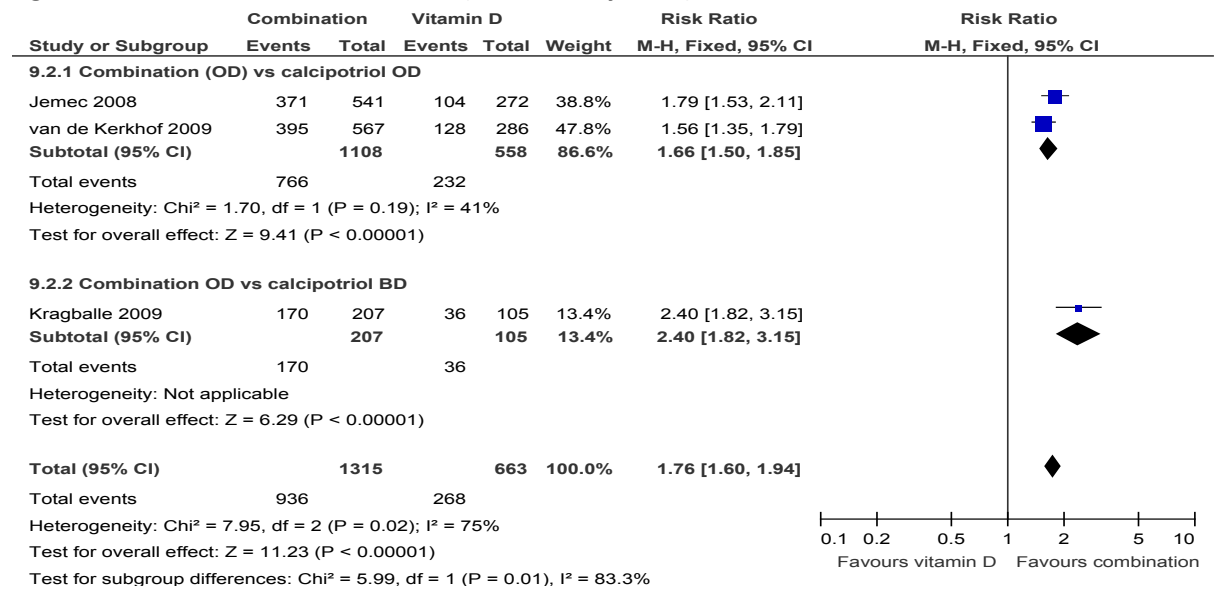 Combination Vitamin D Risk Ratio Risk Ratio
Study or Subgroup Events Total Events Total Weight M-H, Fixed, 95% CI M-H, Fixed, 95% CI
9.2.1 Combination (OD) vs calcipotriol OD
Jemec 2008 371 541 104 272 38.8% 1.79 [1.53, 2.11]
van de Kerkhof 2009 395 567 128 286 47.8% 1.56 [1.35, 1.79]
Subtotal (95% CI) 1108 558 86.6% 1.66 [1.50, 1.85]
Total events 766 232
Heterogeneity: Chi² = 1.70, df = 1 (P = 0.19); I² = 41%
Test for overall effect: Z = 9.41 (P < 0.00001)
9.2.2 Combination OD vs calcipotriol BD
Kragballe 2009 170 207 36 105 13.4% 2.40 [1.82, 3.15]
Subtotal (95% CI) 207 105 13.4% 2.40 [1.82, 3.15]
Total events 170 36
Heterogeneity: Not applicable
Test for overall effect: Z = 6.29 (P < 0.00001)
Total (95% CI) 1315 663 100.0% 1.76 [1.60, 1.94]
Total events 936 268
Heterogeneity: Chi² = 7.95, df = 2 (P = 0.02); I² = 75%
Test for overall effect: Z = 11.23 (P < 0.00001)
Test for subgroup differences: Chi² = 5.99, df = 1 (P = 0.01), I² = 83.3%
0.1 0.2 0.5 1 2 5 10
Favours vitamin D Favours combination